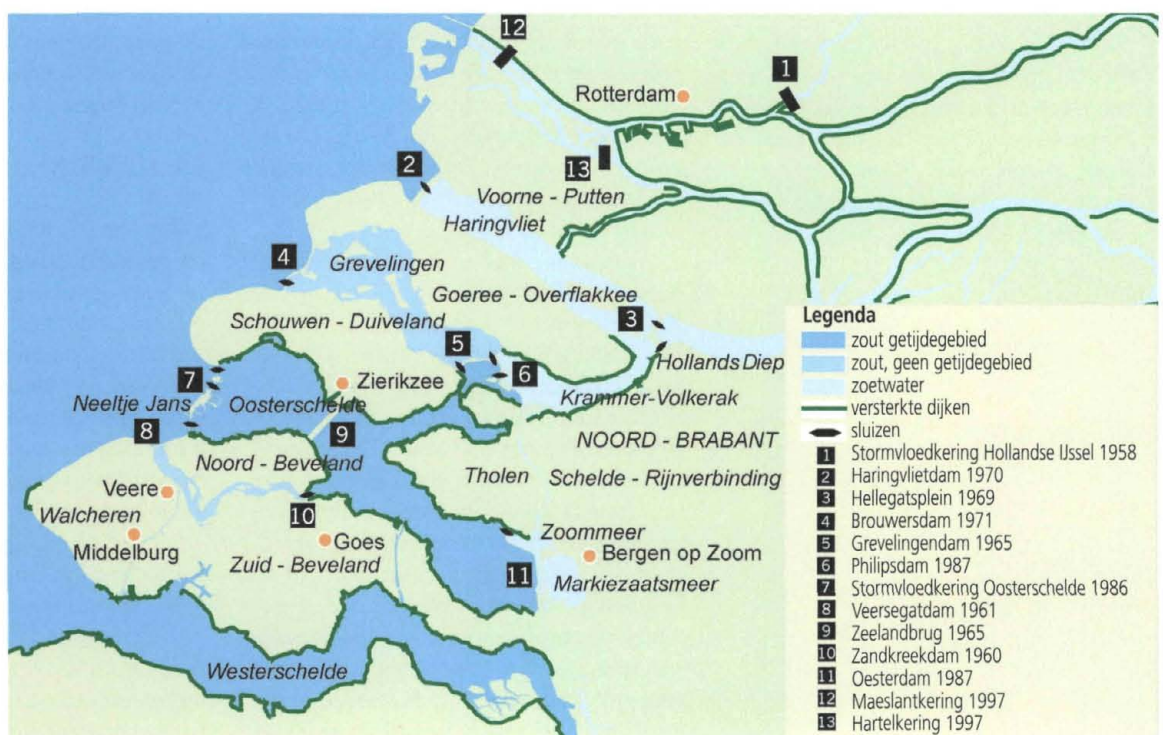 12
1
Rotterdam
2
13
Voorne - Putten
Haringvliet
4
Grevelingen
Goeree - Overflakkee
3
Schouwen - Duiveland
5
Hollands Diep
6
7
Zierikzee
Krammer-Volkerak
Neeltje Jans
Oosterschelde
8
9
NOORD - BRABANT
Noord - Beveland
Tholen
Schelde - Rijnverbinding
Veere
Walcheren
10
Zoommeer
Middelburg
Goes
Bergen op Zoom
Zuid - Beveland
11
Markiezaatsmeer
Westerschelde
Legenda
zout getijdegebied
zout, geen getijdegebied
zoetwater
versterkte dijken
sluizen
1 Stormvloedkering Hollandse IJssel 1958
2 Haringvlietdam 1970
3 Hellegatsplein 1969
4 Brouwersdam 1971
5 Grevelingendam 1965
6 Philipsdam 1987
7 Stormvloedkering Oosterschelde 1986
8 Veersegatdam 1961
9 Zeelandbrug 1965
10 Zandkreekdam 1960
11 Oesterdam 1987
12 Maeslantkering 1997
13 Hartelkering 1997